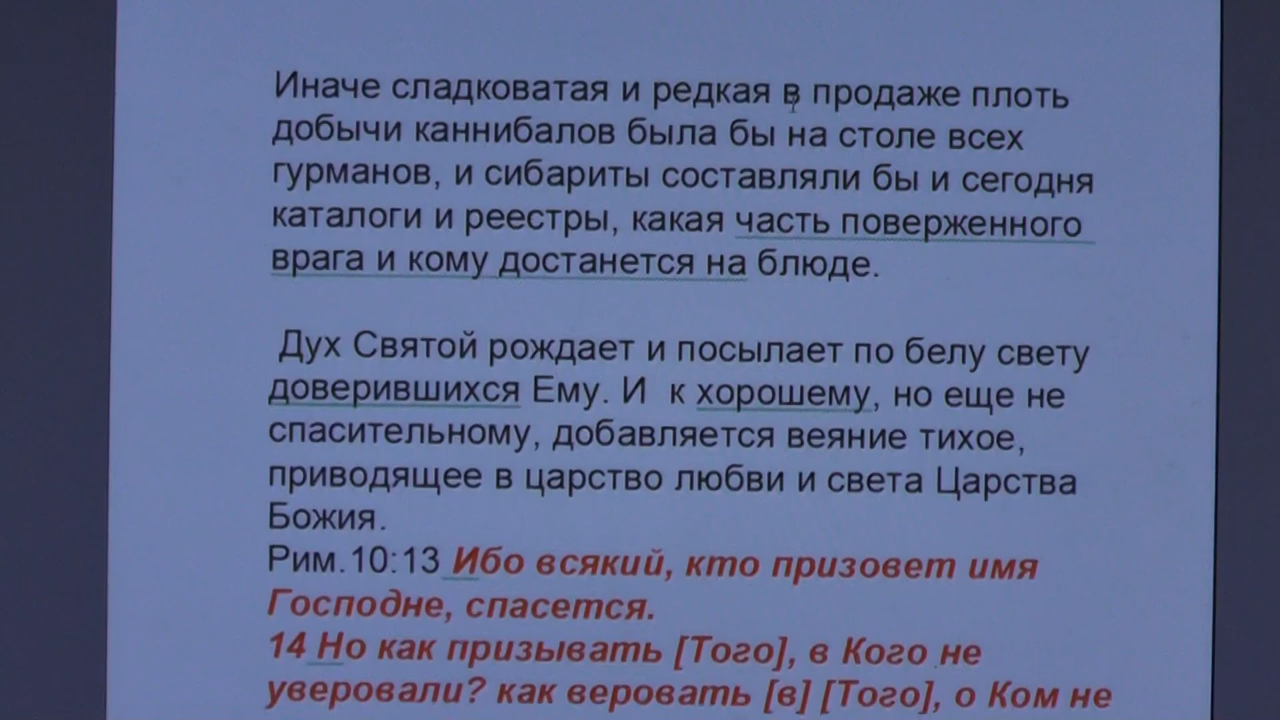 Иначе сладковатая и редкая в продаже плоть
добычи каннибалов была бы на столе всех
гурманов, и сибариты составляли бы и сегодня
каталоги и реестры, какая часть поверженного
врага и кому достанется на блюде.
Дух Святой рождает и посылает по белу свету
доверившихся Ему. И к хорошему, но еще не
спасительному, добавляется веяние тихое,
приводящее в царство любви и света Царства
Божия.
Рим.10:13 Ибо всякий, кто призовет имя
Господне, спасется.
14 Но как призывать [Того], в Кого не
уверовали? как веровать [в] [Того], о Ком не